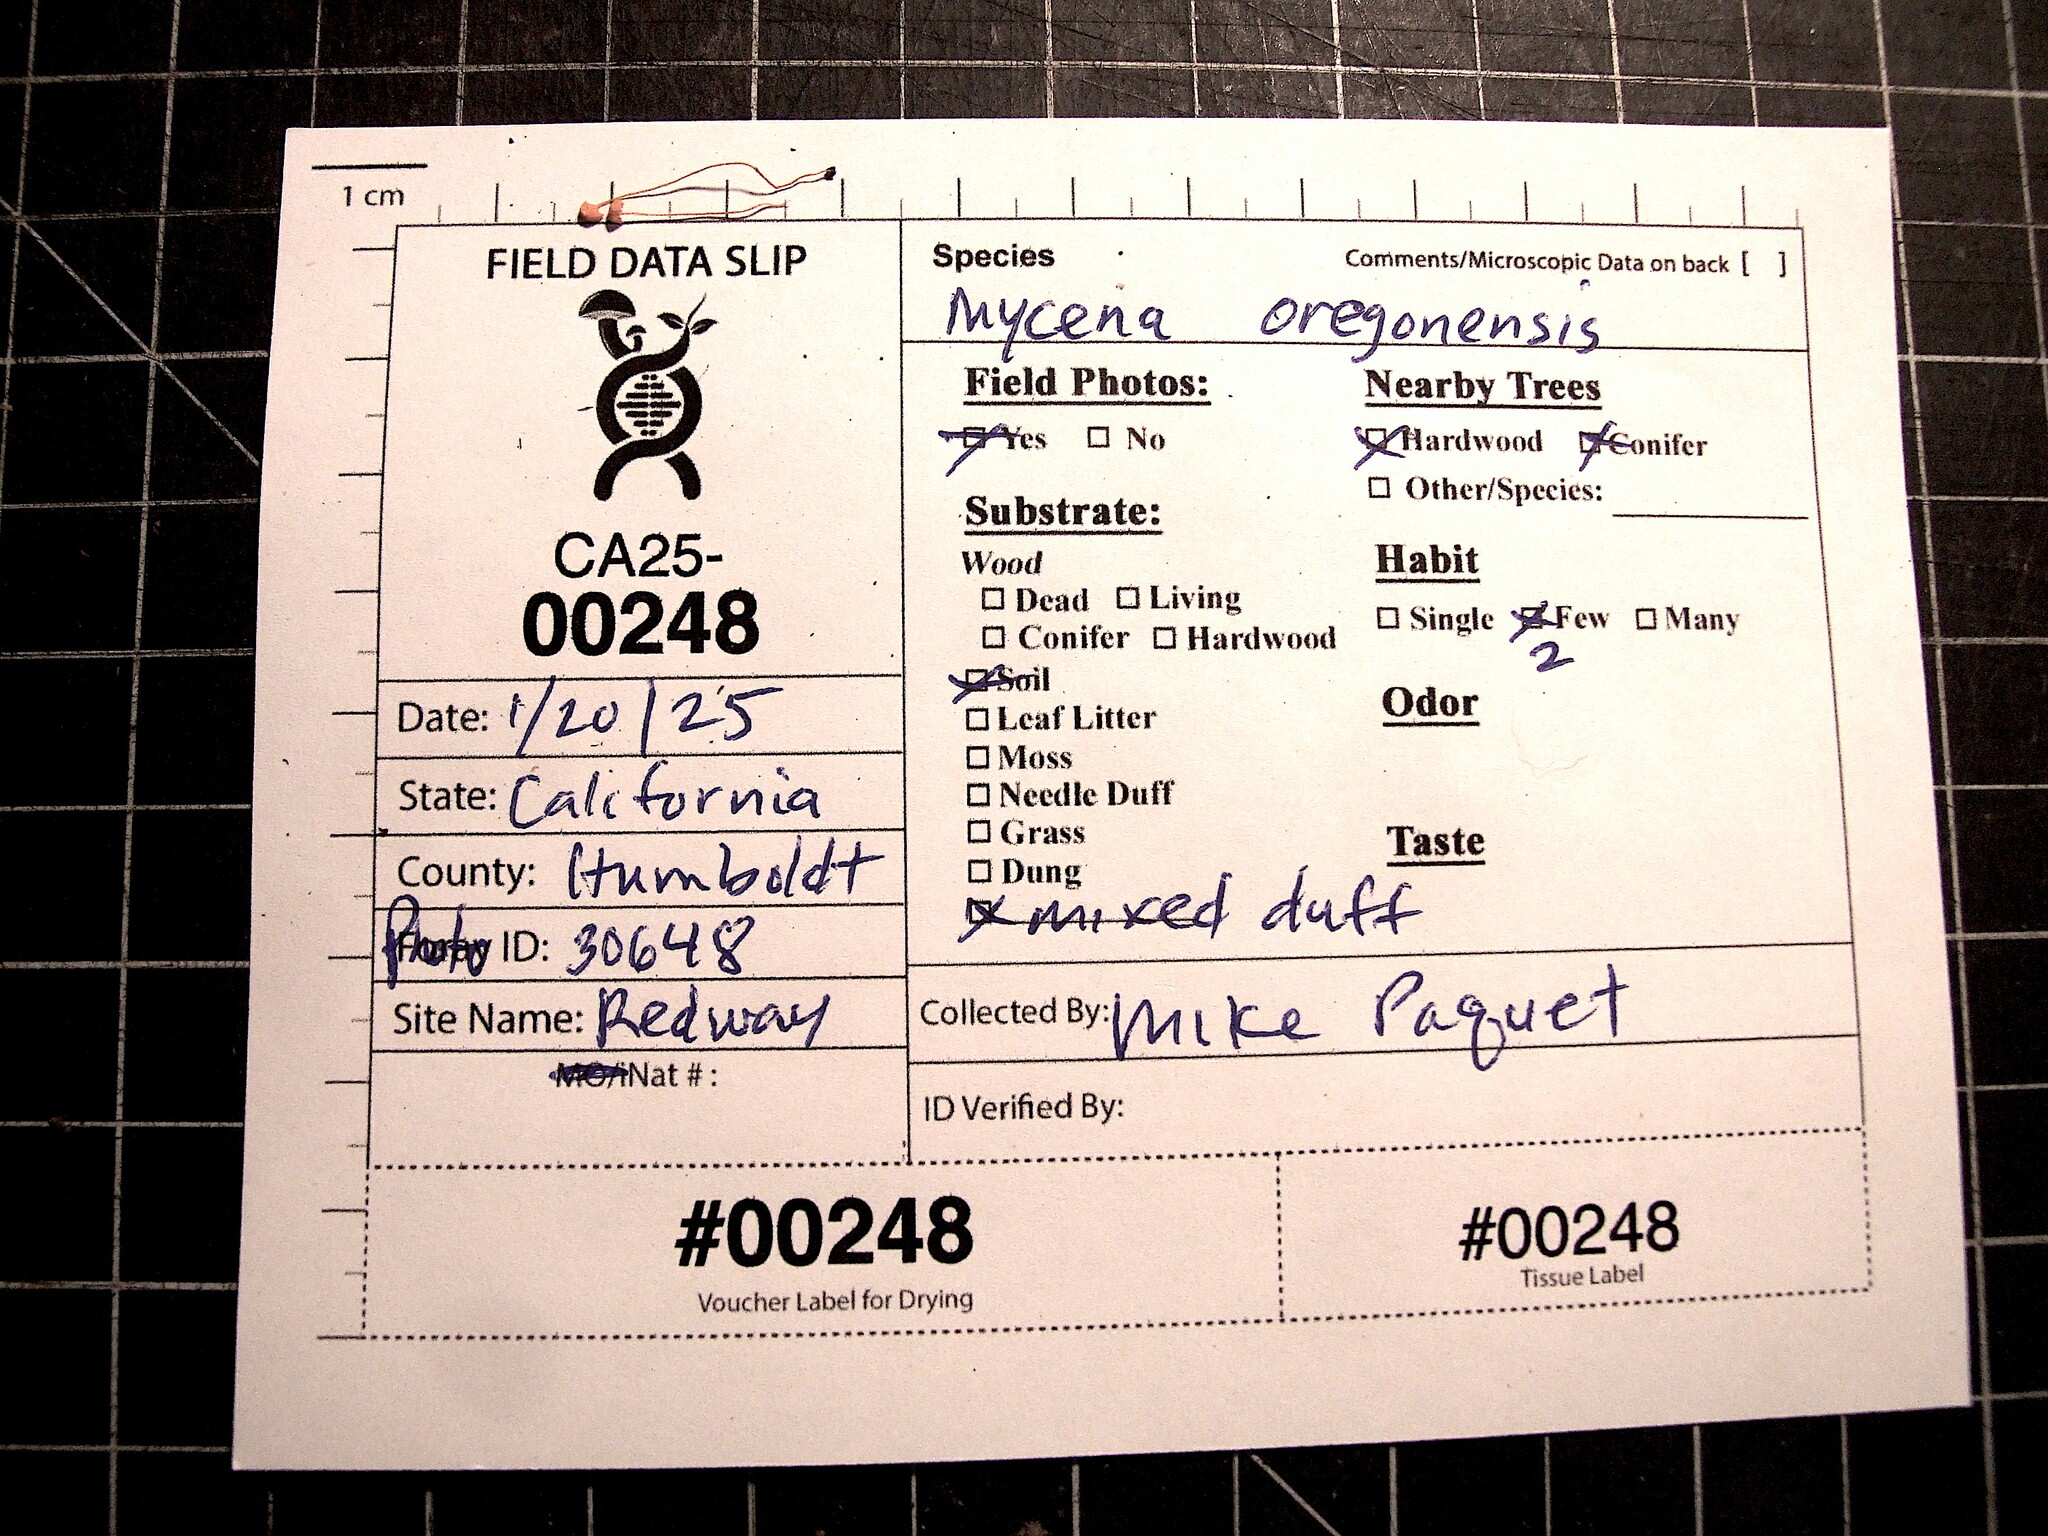 1 cm
FIELD DATA SLIP
CA25-
00248
Date: 1/20/25
State: California
County: Humboldt
Photo ID: 30648
Site Name: Redway
MO/iNat # :
Species
Comments/Microscopic Data on back [ ]
Mycena oregonensis
Field Photos:
Yes No
Nearby Trees
Hardwood Conifer
Other/Species:
Substrate:
Wood
Dead Living
Conifer Hardwood
Soil
Leaf Litter
Moss
Needle Duff
Grass
Dung
mixed duff
Habit
Single Few Many
2
Odor
Taste
Collected By: Mike Paquet
ID Verified By:
#00248
Voucher Label for Drying
#00248
Tissue Label